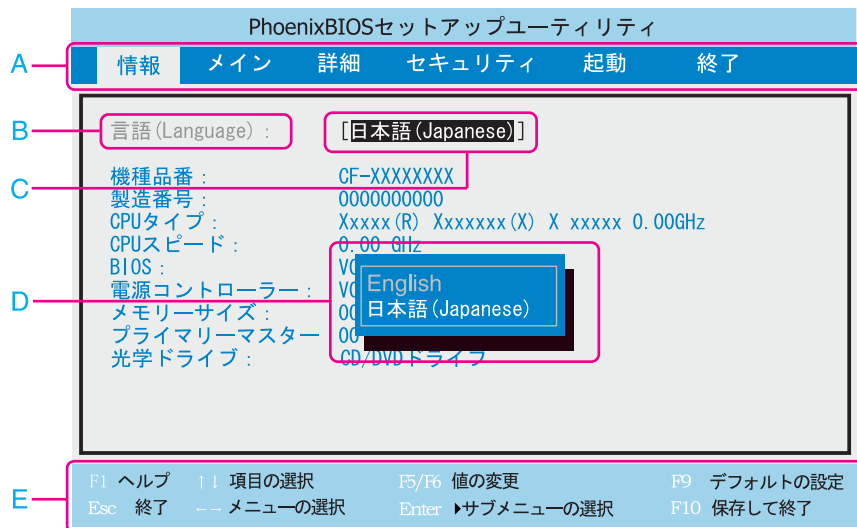 PhoenixBIOSセットアップユーティリティ
A
情報 メイン 詳細 セキュリティ 起動 終了
B
言語(Language) : [日本語(Japanese)]
C
機種品番 : CF-XXXXXXXX
製造番号 : 0000000000
CPUタイプ : Xxxxx(R) Xxxxxxx(X) X xxxxx 0.00GHz
CPUスピード : 0.00 GHz
BIOS :
電源コントローラー :
メモリーサイズ :
プライマリーマスター
光学ドライブ : CD/DVDドライブ
D
English
日本語(Japanese)
E
F1 ヘルプ ↑↓ 項目の選択 F5/F6 値の変更 F9 デフォルトの設定
Esc 終了 ←→ メニューの選択 Enter ▶サブメニューの選択 F10 保存して終了